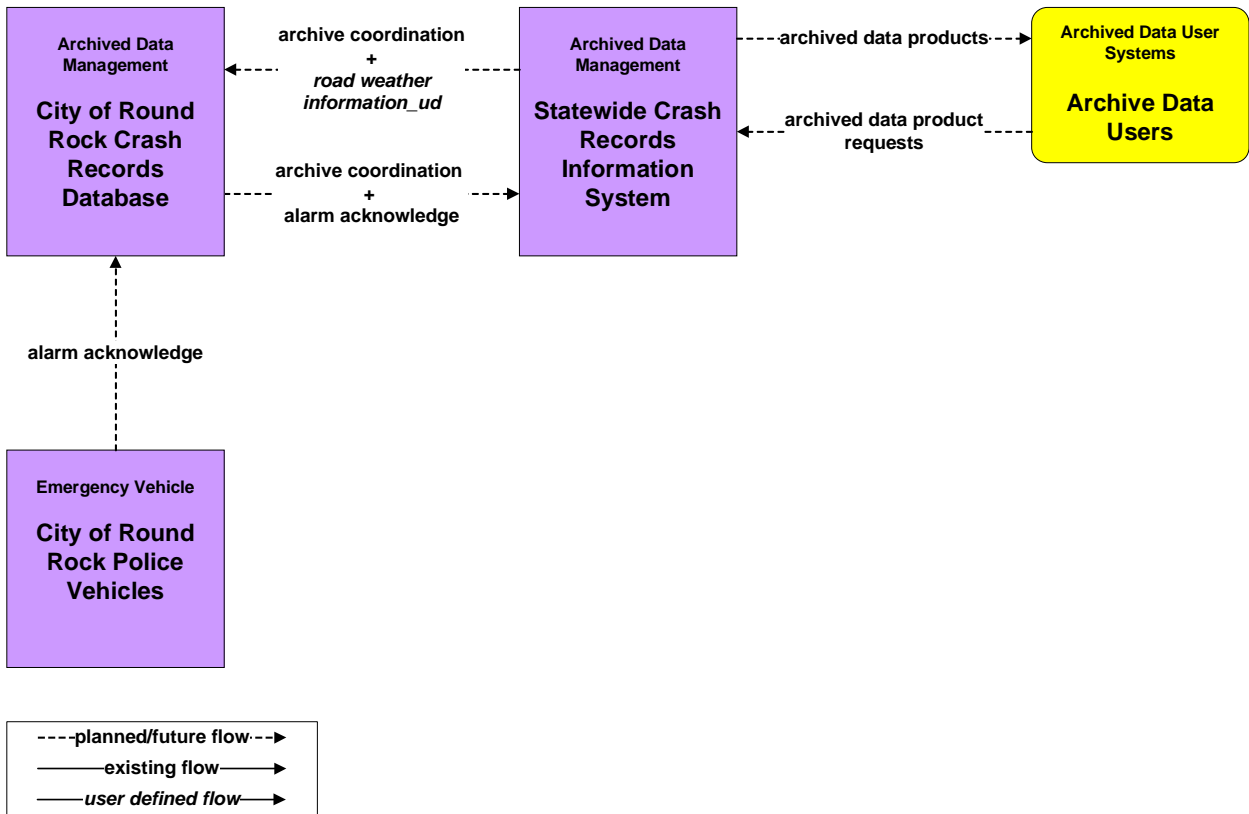 Archived Data
Management
City of Round
Rock Crash
Records
Database
archive coordination
+
road weather
information_ud
archive coordination
+
alarm acknowledge
Archived Data
Management
Statewide Crash
Records
Information
System
archived data products
archived data product
requests
Archived Data User
Systems
Archive Data
Users
alarm acknowledge
Emergency Vehicle
City of Round
Rock Police
Vehicles
planned/future flow
existing flow
user defined flow